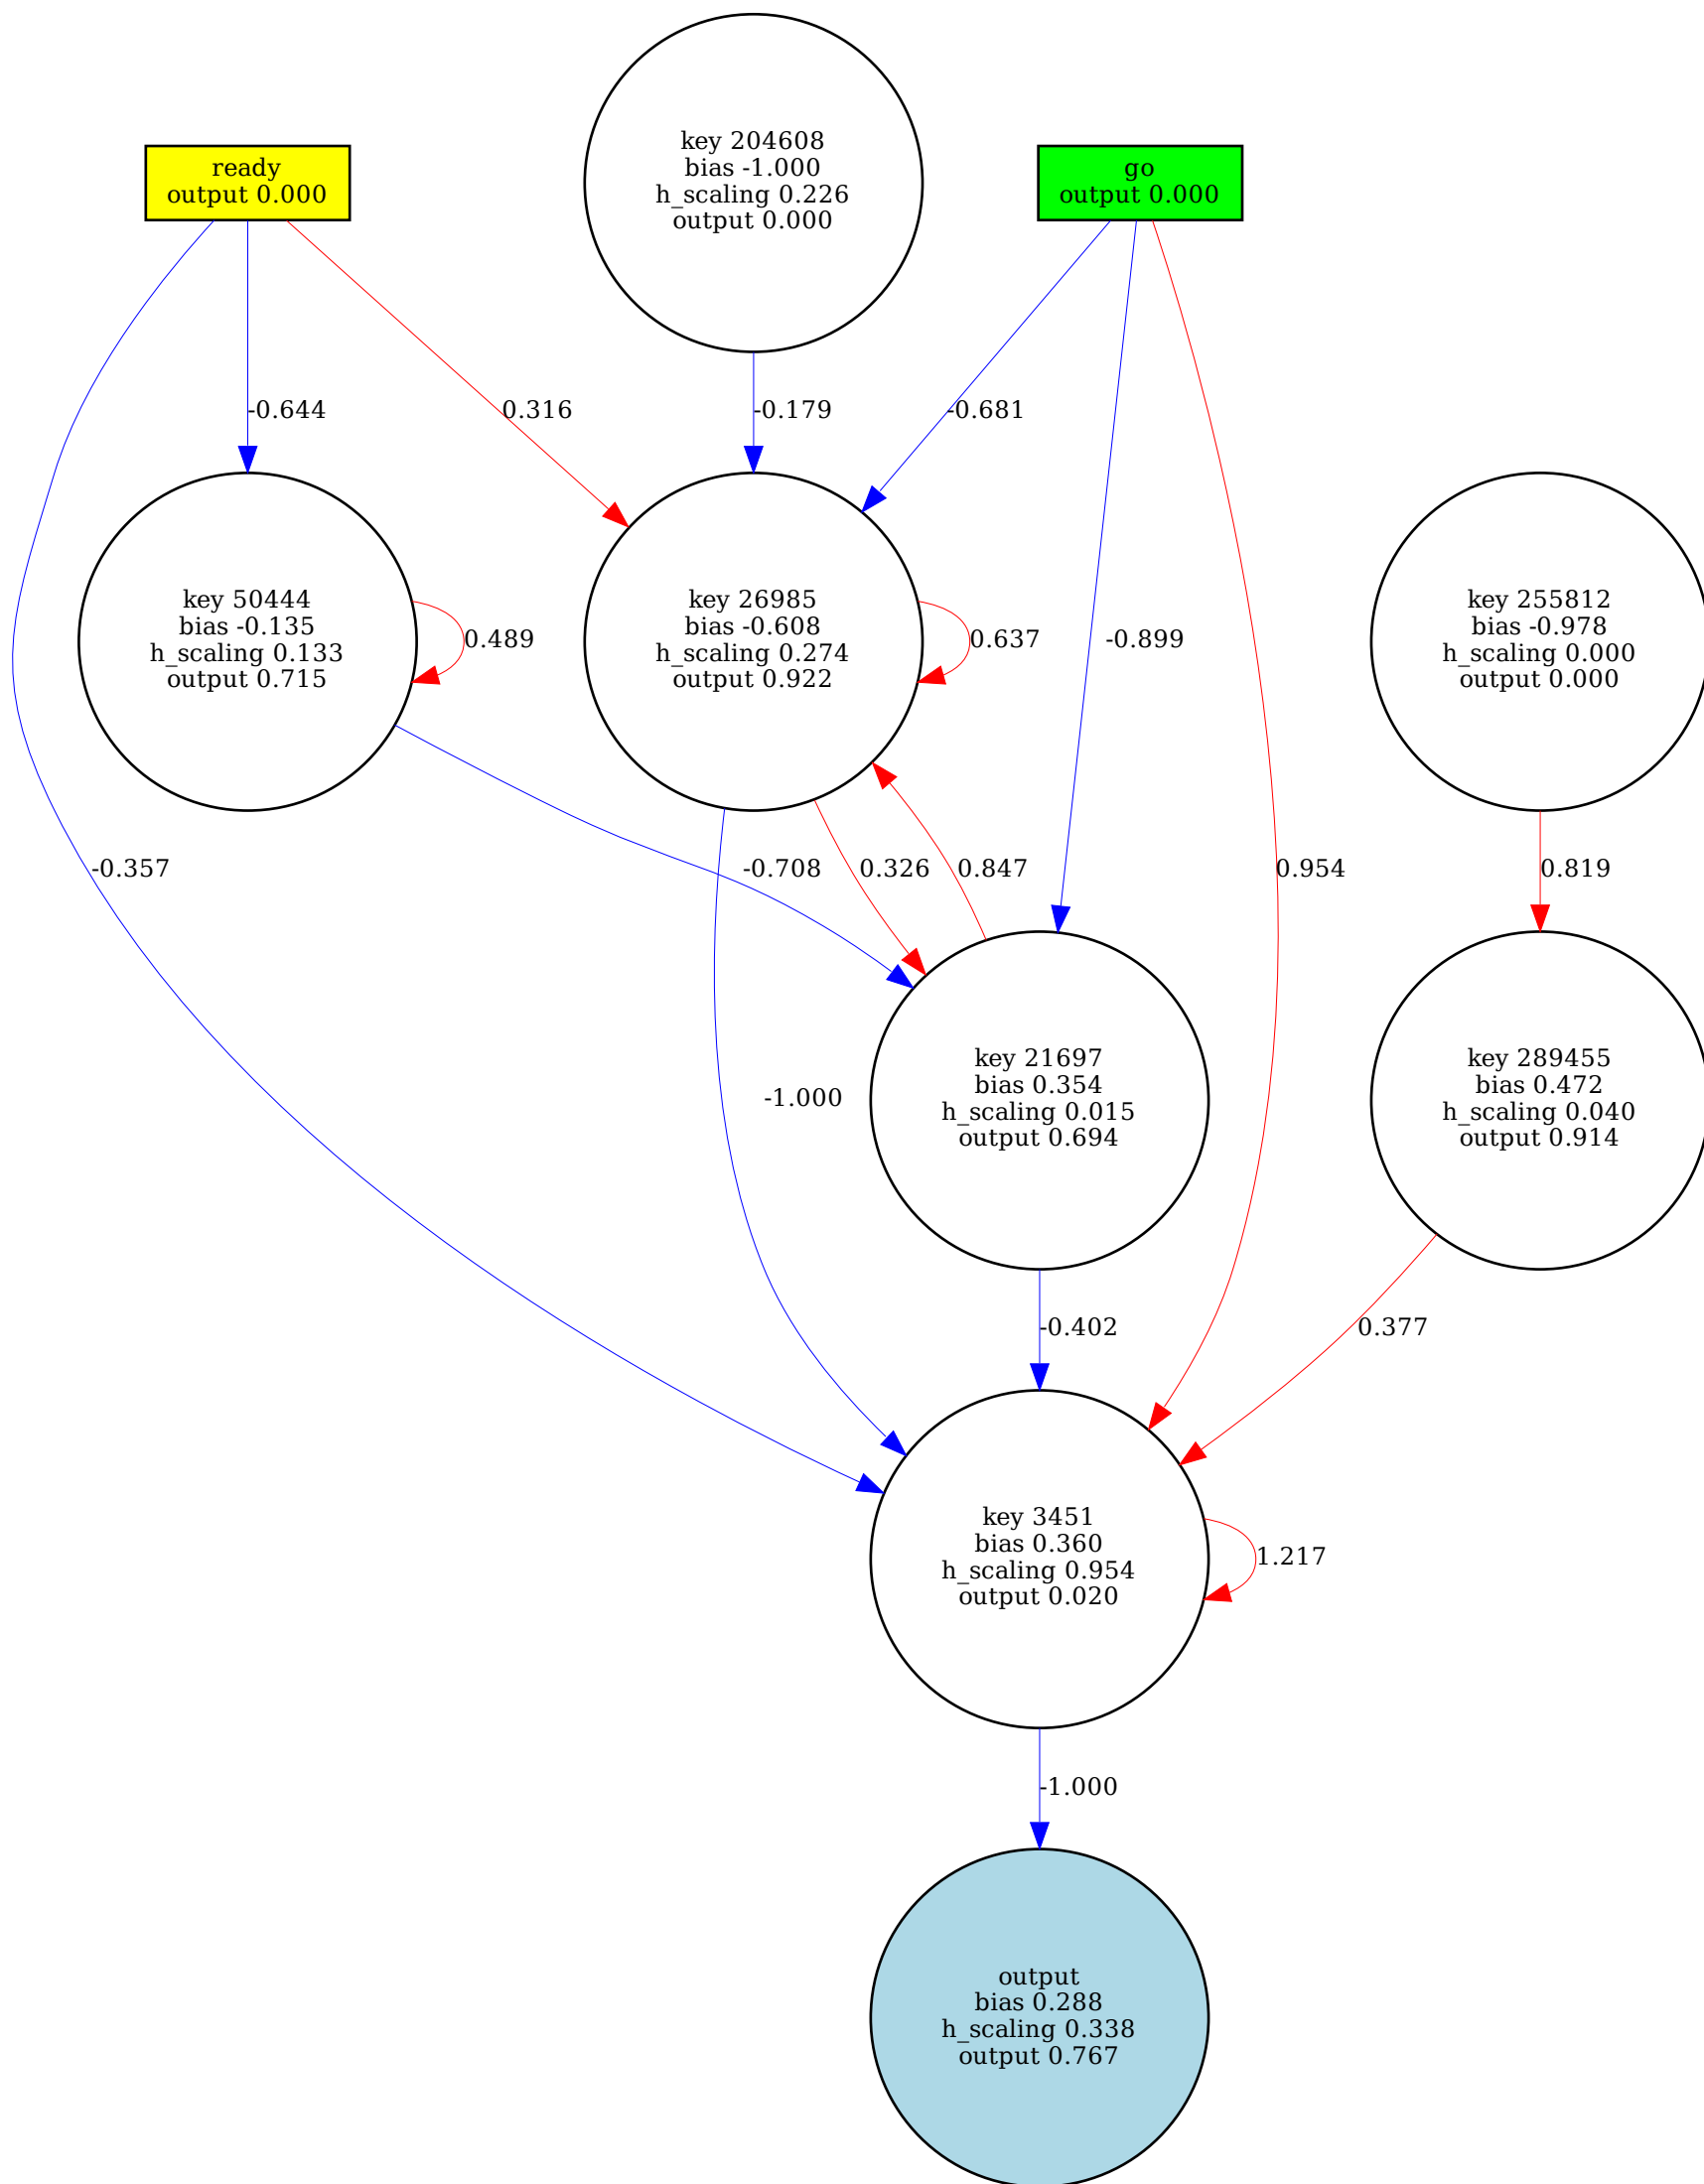 key 204608
bias -1.000
h_scaling 0.226
output 0.000
ready
output 0.000
go
output 0.000
-0.644
0.316
-0.179
-0.681
key 50444
bias -0.135
h_scaling 0.133
output 0.715
0.489
key 26985
bias -0.608
h_scaling 0.274
output 0.922
0.637
-0.899
key 255812
bias -0.978
h_scaling 0.000
output 0.000
-0.357
-0.708
0.326
0.847
0.954
0.819
-1.000
key 21697
bias 0.354
h_scaling 0.015
output 0.694
key 289455
bias 0.472
h_scaling 0.040
output 0.914
-0.402
0.377
key 3451
bias 0.360
h_scaling 0.954
output 0.020
1.217
-1.000
output
bias 0.288
h_scaling 0.338
output 0.767